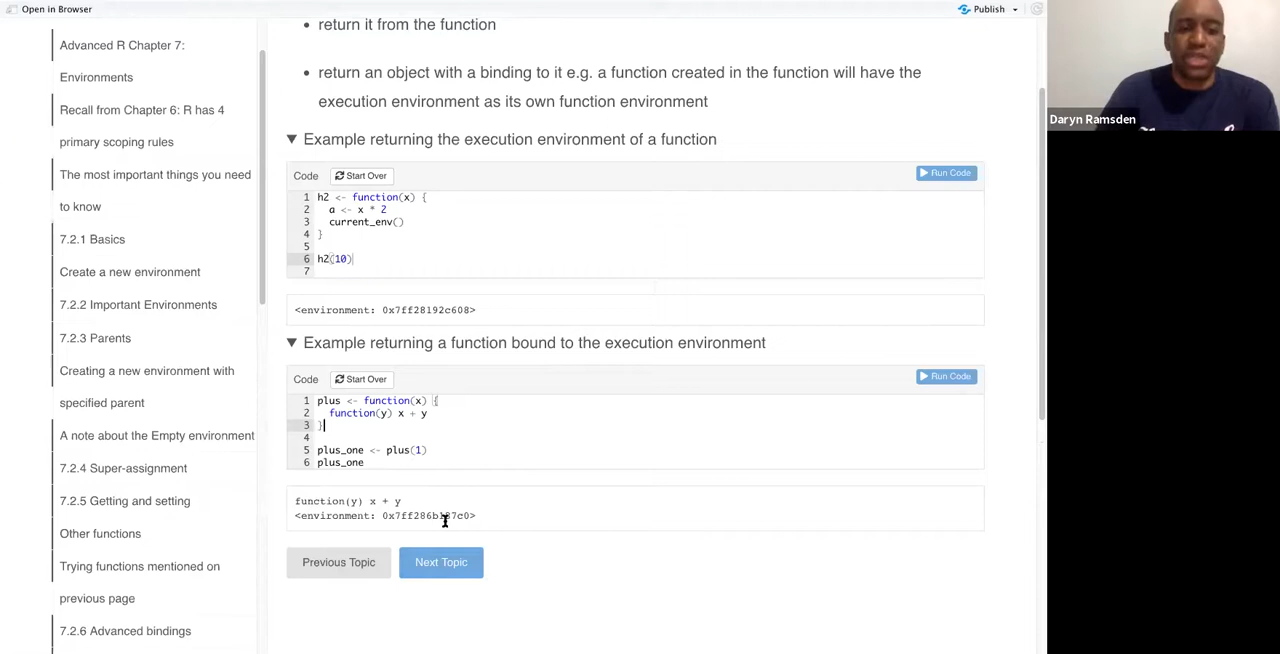 Open in Browser
Publish
Advanced R Chapter 7:
Environments
Recall from Chapter 6: R has 4
primary scoping rules
The most important things you need
to know
7.2.1 Basics
Create a new environment
7.2.2 Important Environments
7.2.3 Parents
Creating a new environment with
specified parent
A note about the Empty environment
7.2.4 Super-assignment
7.2.5 Getting and setting
Other functions
Trying functions mentioned on
previous page
7.2.6 Advanced bindings
• return it from the function
• return an object with a binding to it e.g. a function created in the function will have the
execution environment as its own function environment
▼ Example returning the execution environment of a function
Code Start Over Run Code
1 h2 <- function(x) {
2 a <- x * 2
3 current_env()
4 }
5
6 h2(10)
7
<environment: 0x7ff28192c608>
▼ Example returning a function bound to the execution environment
Code Start Over Run Code
1 plus <- function(x) {
2 function(y) x + y
3 }
4
5 plus_one <- plus(1)
6 plus_one
function(y) x + y
<environment:
Previous Topic Next Topic
Daryn Ramsden